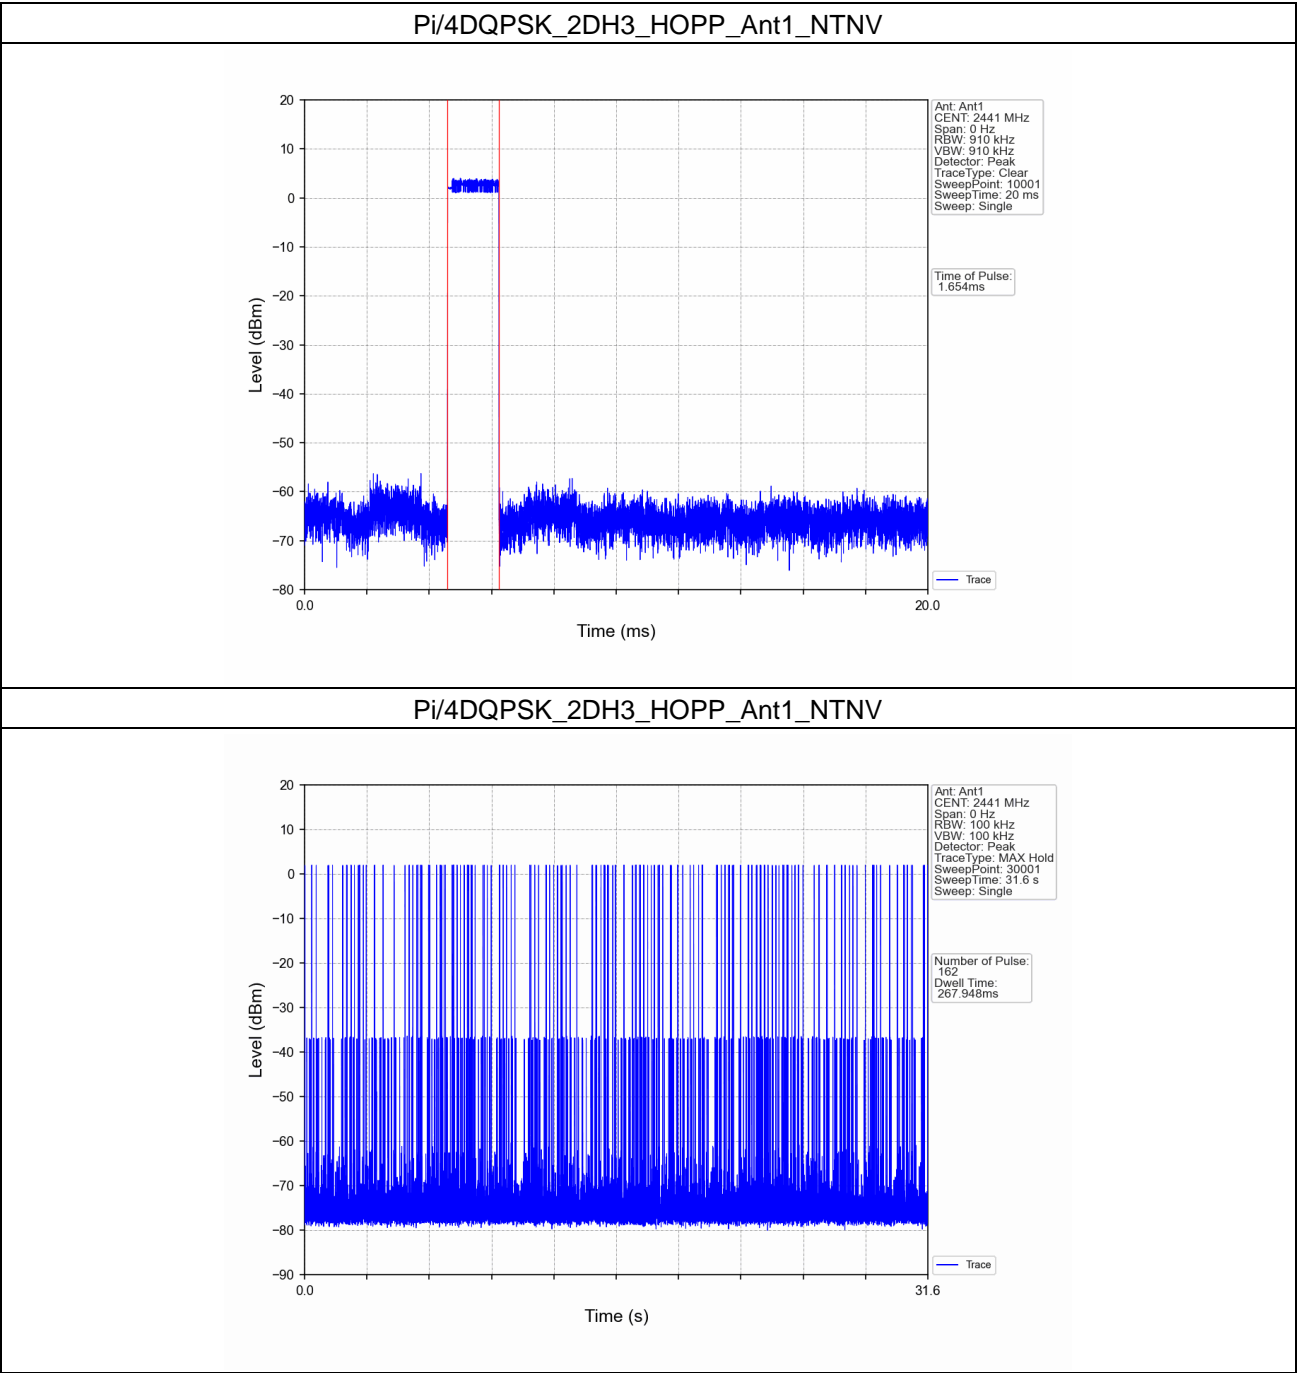 Pi/4DQPSK_2DH3_HOPP_Ant1_NTNV
20
10
0
−10
−20
−30
−40
−50
−60
−70
−80
Level (dBm)
0.0
20.0
Time (ms)
Ant: Ant1
CENT: 2441 MHz
Span: 0 Hz
RBW: 910 kHz
VBW: 910 kHz
Detector: Peak
TraceType: Clear
SweepPoint: 10001
SweepTime: 20 ms
Sweep: Single
Time of Pulse:
1.654ms
Trace
Pi/4DQPSK_2DH3_HOPP_Ant1_NTNV
20
10
0
−10
−20
−30
−40
−50
−60
−70
−80
−90
Level (dBm)
0.0
31.6
Time (s)
Ant: Ant1
CENT: 2441 MHz
Span: 0 Hz
RBW: 100 kHz
VBW: 100 kHz
Detector: Peak
TraceType: MAX Hold
SweepPoint: 30001
SweepTime: 31.6 s
Sweep: Single
Number of Pulse:
162
Dwell Time:
267.948ms
Trace